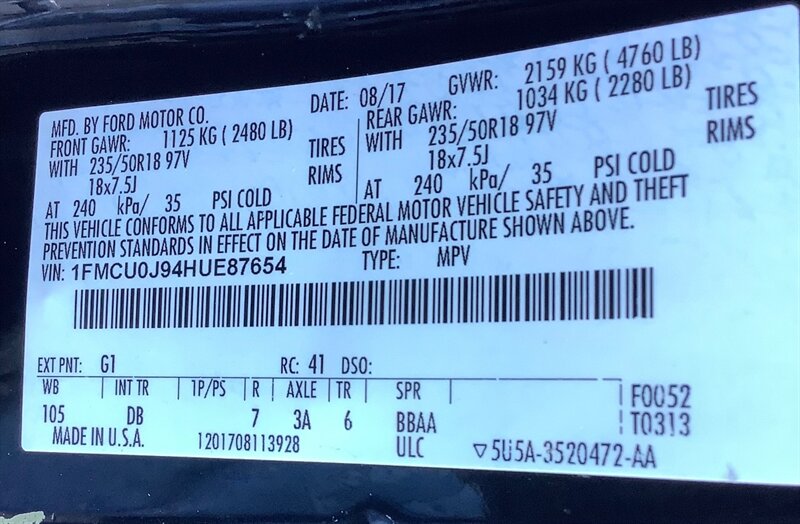 MFD. BY FORD MOTOR CO. DATE: 08/17 GVWR: 2159 KG ( 4760 LB)
FRONT GAWR: 1125 KG ( 2480 LB) REAR GAWR: 1034 KG ( 2280 LB)
WITH 235/50R18 97V TIRES WITH 235/50R18 97V TIRES
18x7.5J RIMS 18x7.5J RIMS
AT 240 kPa/ 35 PSI COLD AT 240 kPa/ 35 PSI COLD
THIS VEHICLE CONFORMS TO ALL APPLICABLE FEDERAL MOTOR VEHICLE SAFETY AND THEFT
PREVENTION STANDARDS IN EFFECT ON THE DATE OF MANUFACTURE SHOWN ABOVE.
VIN: 1FMCU0J94HUE87654 TYPE: MPV
EXT PNT: G1 RC: 41 DSO:
WB INT TR TP/PS R AXLE TR SPR F0052
105 DB 7 3A 6 BBAA T0313
MADE IN U.S.A. 1201708113928 ULC ▽5U5A-3520472-AA